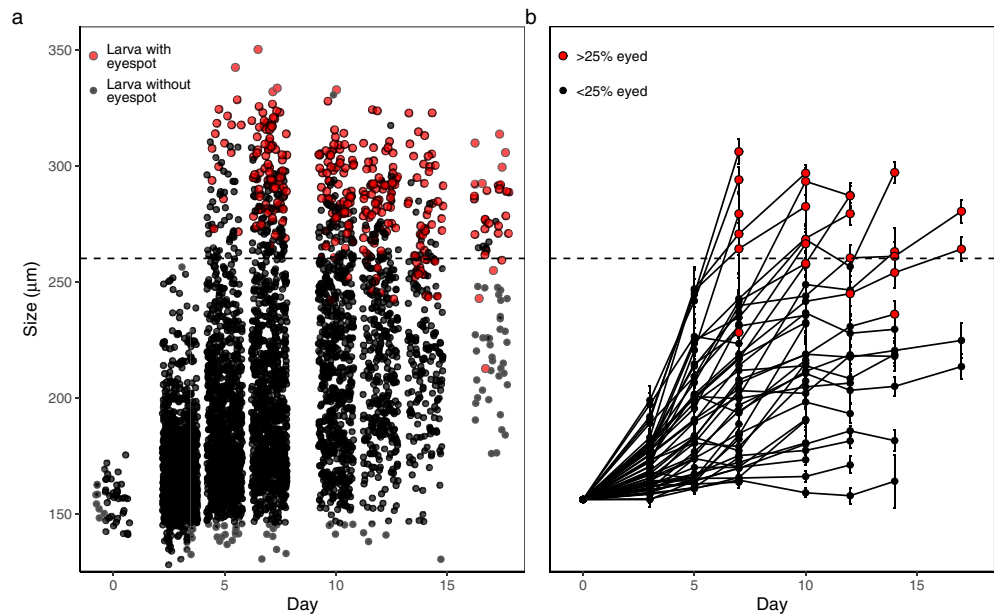 a
b
Larva with
eyespot
Larva without
eyespot
>25% eyed
<25% eyed
350
300
250
200
150
Size (μm)
0
5
10
15
0
5
10
15
Day
Day